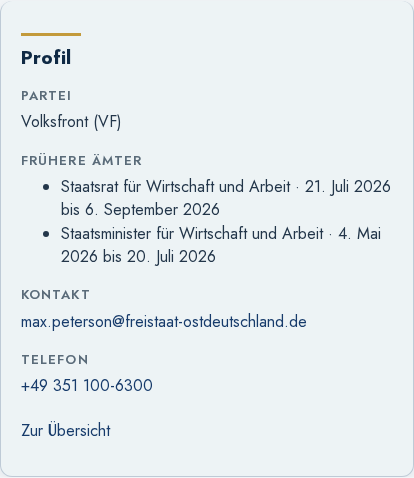 Profil
PARTEI
Volksfront (VF)
FRÜHERE ÄMTER
• Staatsrat für Wirtschaft und Arbeit · 21. Juli 2026
bis 6. September 2026
• Staatsminister für Wirtschaft und Arbeit · 4. Mai
2026 bis 20. Juli 2026
KONTAKT
max.peterson@freistaat-ostdeutschland.de
TELEFON
+49 351 100-6300
Zur Übersicht